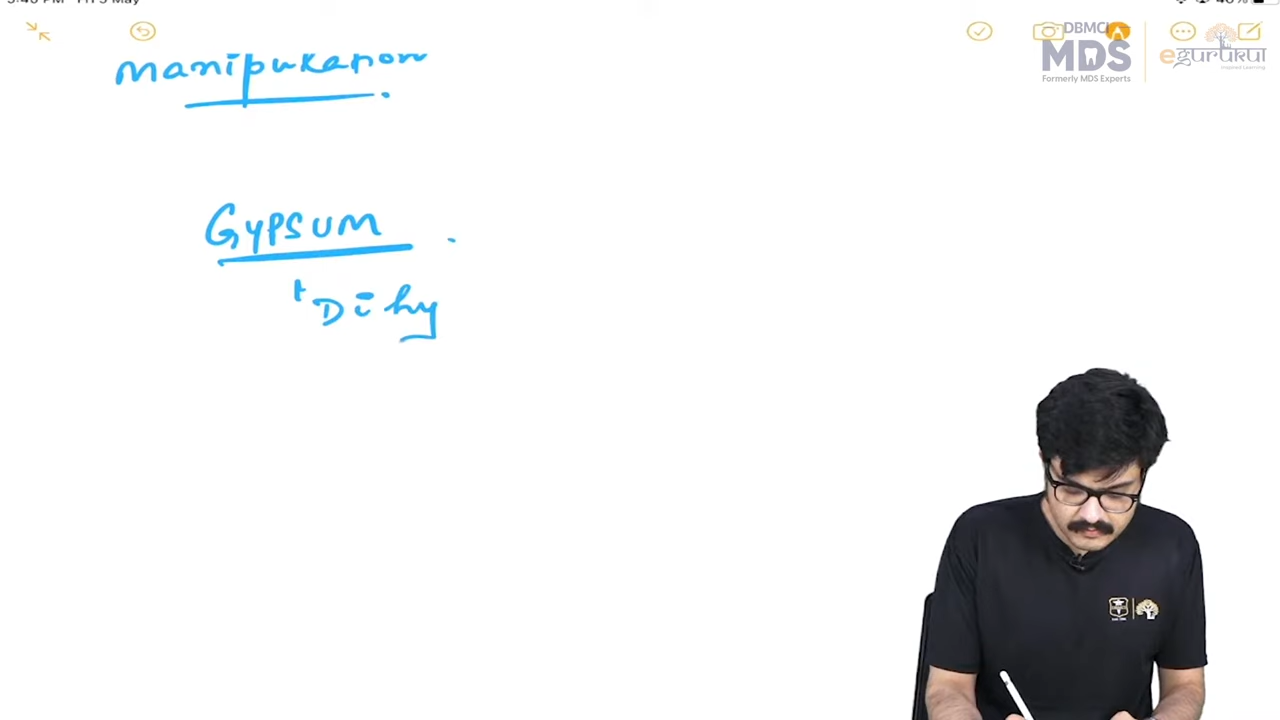 DBMCI
MDS
Formerly MDS Experts
egurukul
Manipulation
GYPSUM
Dihy